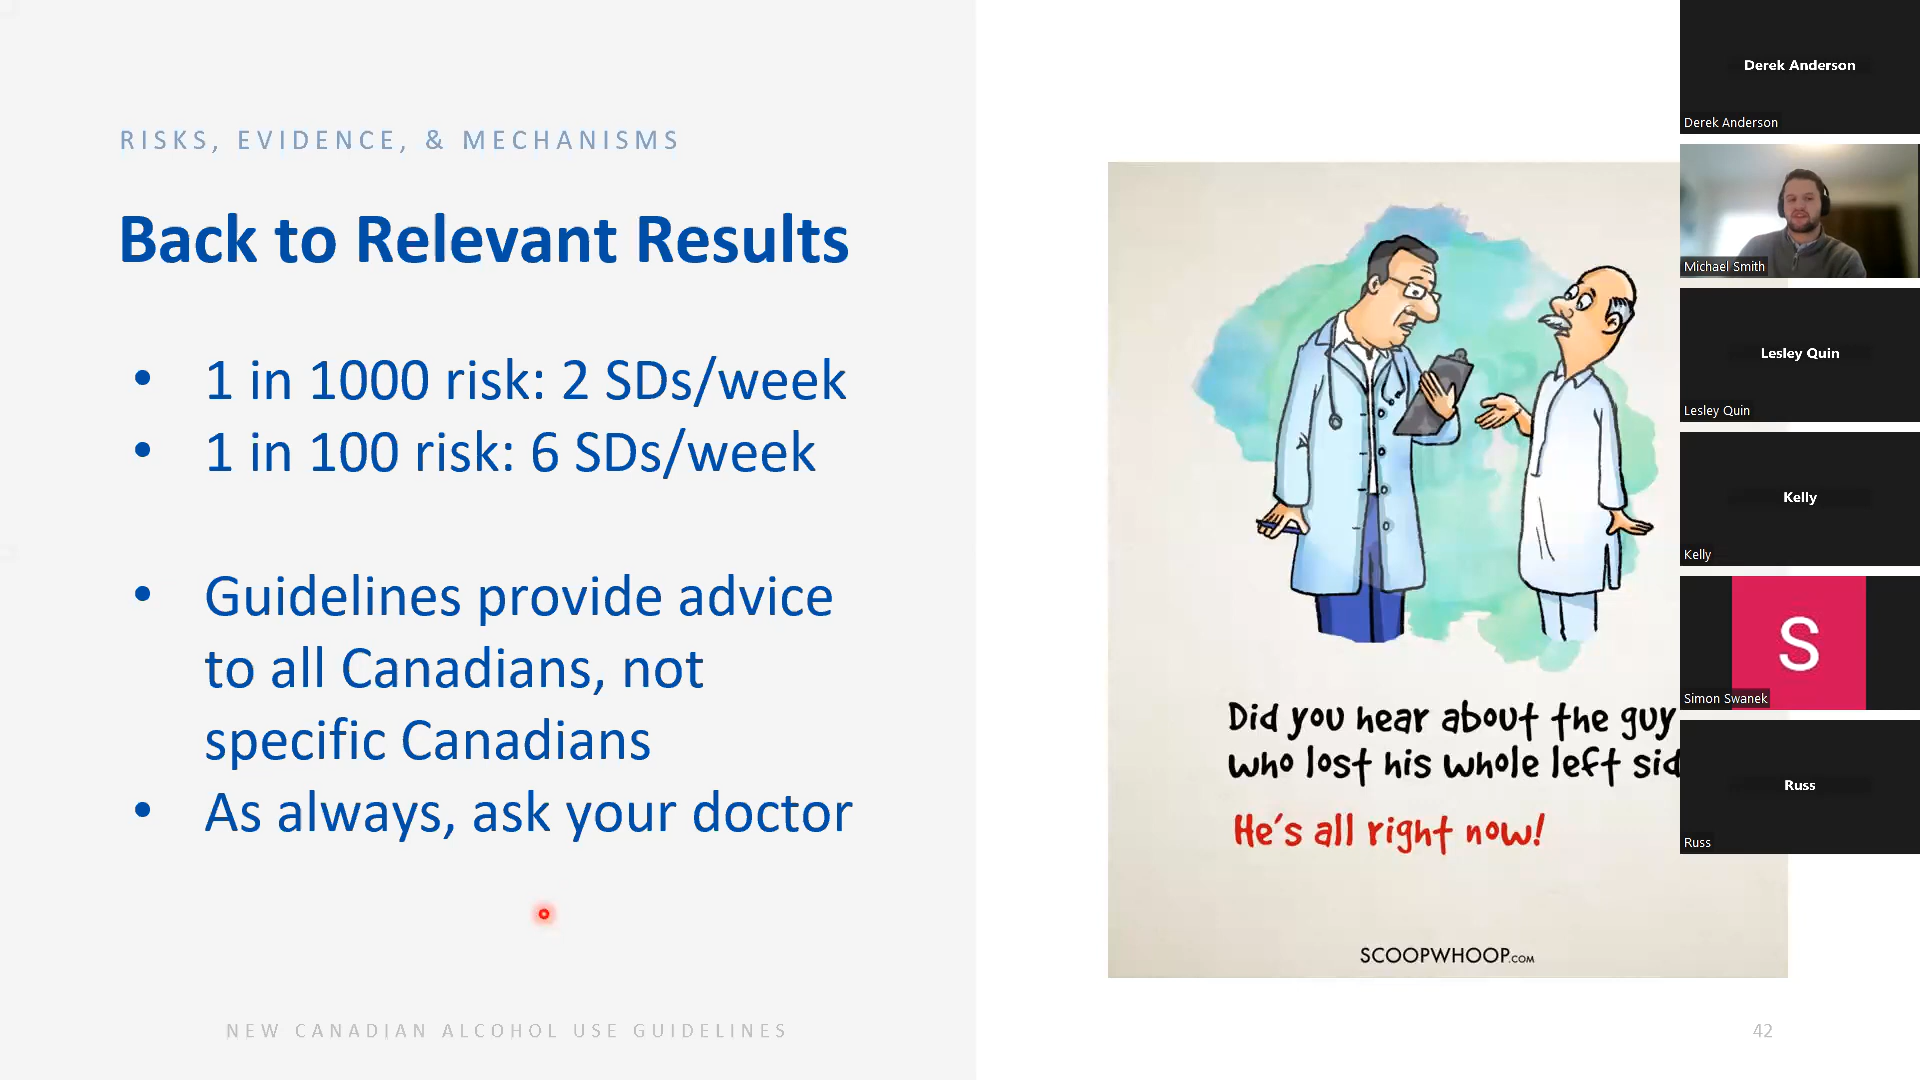 RISKS, EVIDENCE, & MECHANISMS
Back to Relevant Results
• 1 in 1000 risk: 2 SDs/week
• 1 in 100 risk: 6 SDs/week
• Guidelines provide advice
to all Canadians, not
specific Canadians
• As always, ask your doctor
NEW CANADIAN ALCOHOL USE GUIDELINES
Did you hear about the guy
who lost his whole left sid
He's all right now!
SCOOPWHOOP.COM
42
Derek Anderson
Derek Anderson
Michael Smith
Lesley Quin
Lesley Quin
Kelly
Kelly
S
Simon Swanek
Russ
Russ